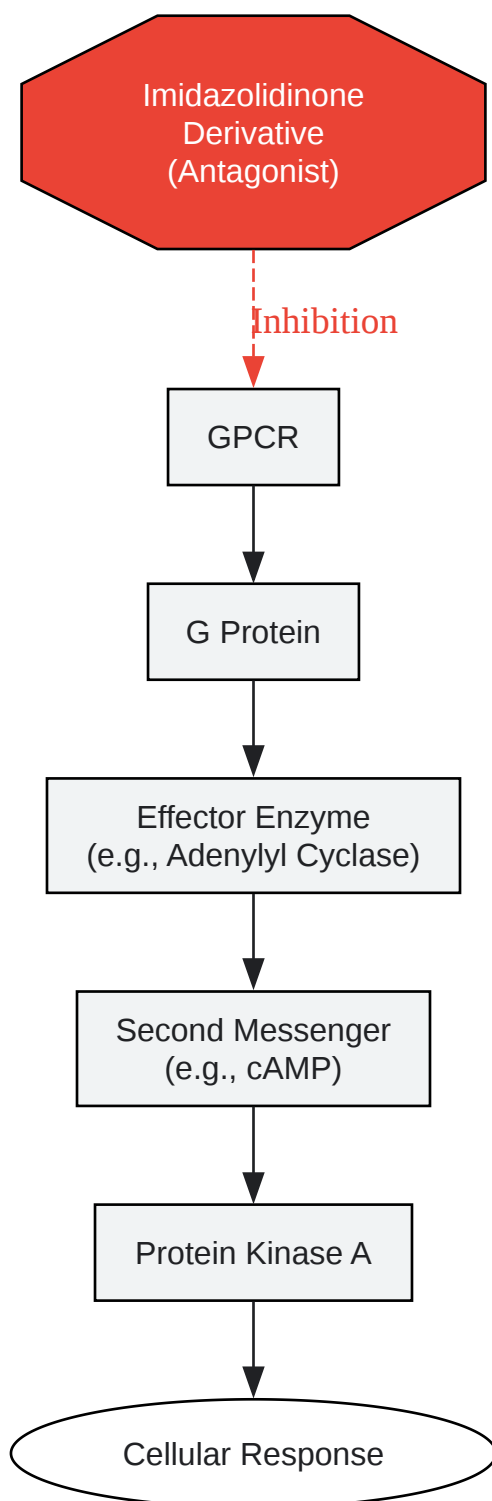 Imidazolidinone
Derivative
(Antagonist)
Inhibition
GPCR
G Protein
Effector Enzyme
(e.g., Adenylyl Cyclase)
Second Messenger
(e.g., cAMP)
Protein Kinase A
Cellular Response